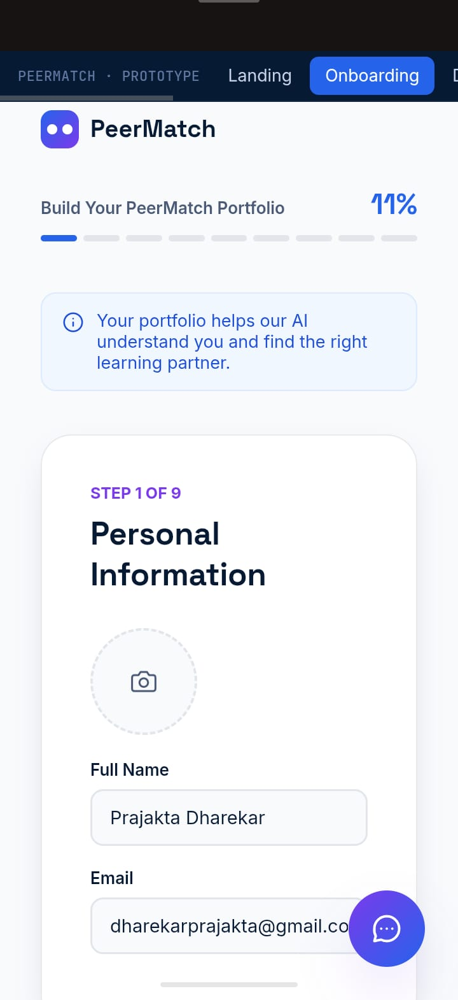 PEERMATCH · PROTOTYPE Landing Onboarding
PeerMatch
Build Your PeerMatch Portfolio 11%
Your portfolio helps our AI
understand you and find the right
learning partner.
STEP 1 OF 9
Personal
Information
Full Name
Prajakta Dharekar
Email
dharekarprajakta@gmail.co